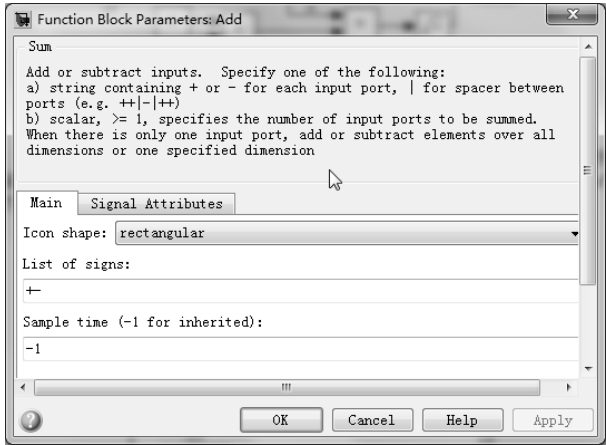 Function Block Parameters: Add
Sum
Add or subtract inputs. Specify one of the following:
a) string containing + or - for each input port, | for spacer between
ports (e.g. ++|-|++)
b) scalar, >= 1, specifies the number of input ports to be summed.
When there is only one input port, add or subtract elements over all
dimensions or one specified dimension
Main Signal Attributes
Icon shape: rectangular
List of signs:
+-
Sample time (-1 for inherited):
-1
OK Cancel Help Apply